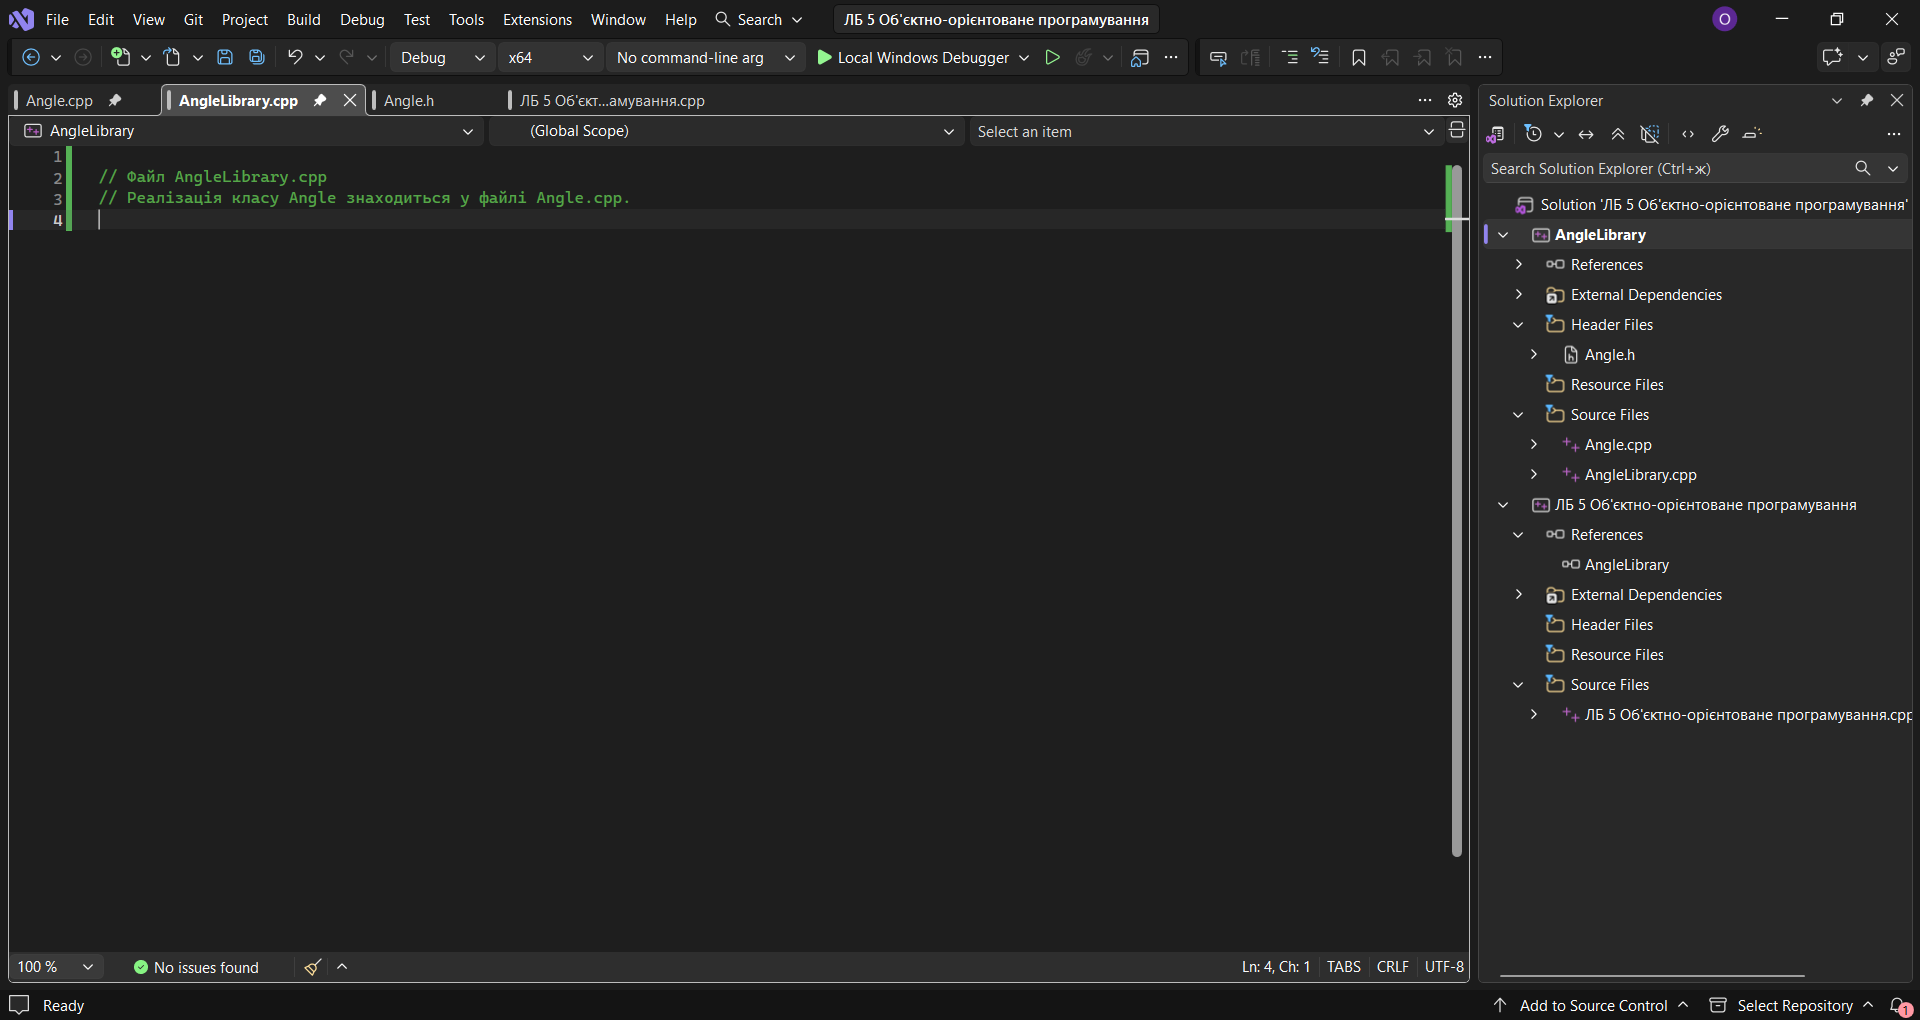 File Edit View Git Project Build Debug Test Tools Extensions Window Help Search ЛБ 5 Об'єктно-орієнтоване програмування O
Debug x64 No command-line arg Local Windows Debugger
Angle.cpp AngleLibrary.cpp Angle.h ЛБ 5 Об'єкт...амування.cpp
AngleLibrary (Global Scope) Select an item
1
2 // Файл AngleLibrary.cpp
3 // Реалізація класу Angle знаходиться у файлі Angle.cpp.
4
100 % No issues found Ln: 4, Ch: 1 TABS CRLF UTF-8
Solution Explorer
Search Solution Explorer (Ctrl+ж)
Solution 'ЛБ 5 Об'єктно-орієнтоване програмування'
AngleLibrary
References
External Dependencies
Header Files
Angle.h
Resource Files
Source Files
Angle.cpp
AngleLibrary.cpp
ЛБ 5 Об'єктно-орієнтоване програмування
References
AngleLibrary
External Dependencies
Header Files
Resource Files
Source Files
ЛБ 5 Об'єктно-орієнтоване програмування.cpp
Ready Add to Source Control Select Repository 1